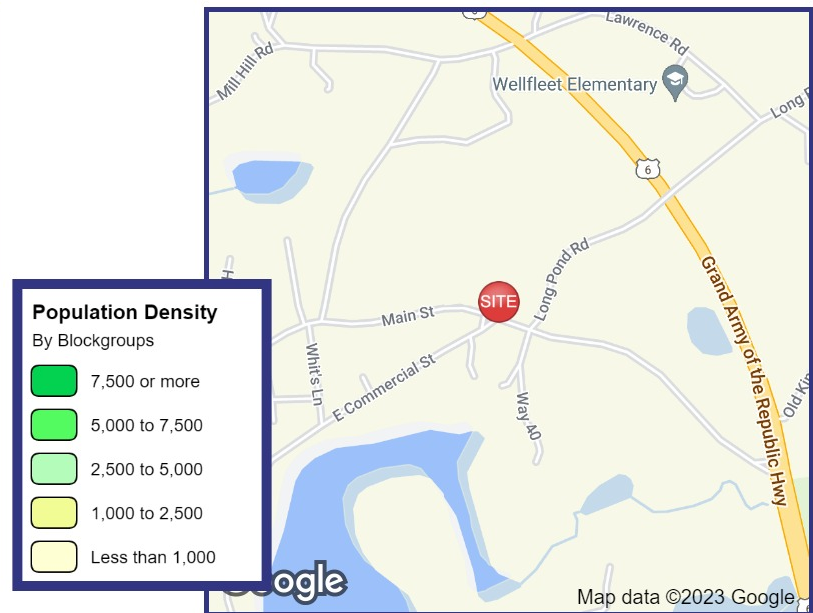 6
Lawrence Rd
Mill Hill Rd
Wellfleet Elementary
Long
6
Long Pond Rd
Grand Army of the Republic Hwy
H
SITE
Main St
Whit's Ln
E Commercial St
Way 40
Old Kin
Population Density
By Blockgroups
7,500 or more
5,000 to 7,500
2,500 to 5,000
1,000 to 2,500
Less than 1,000
Google
Map data ©2023 Google
6